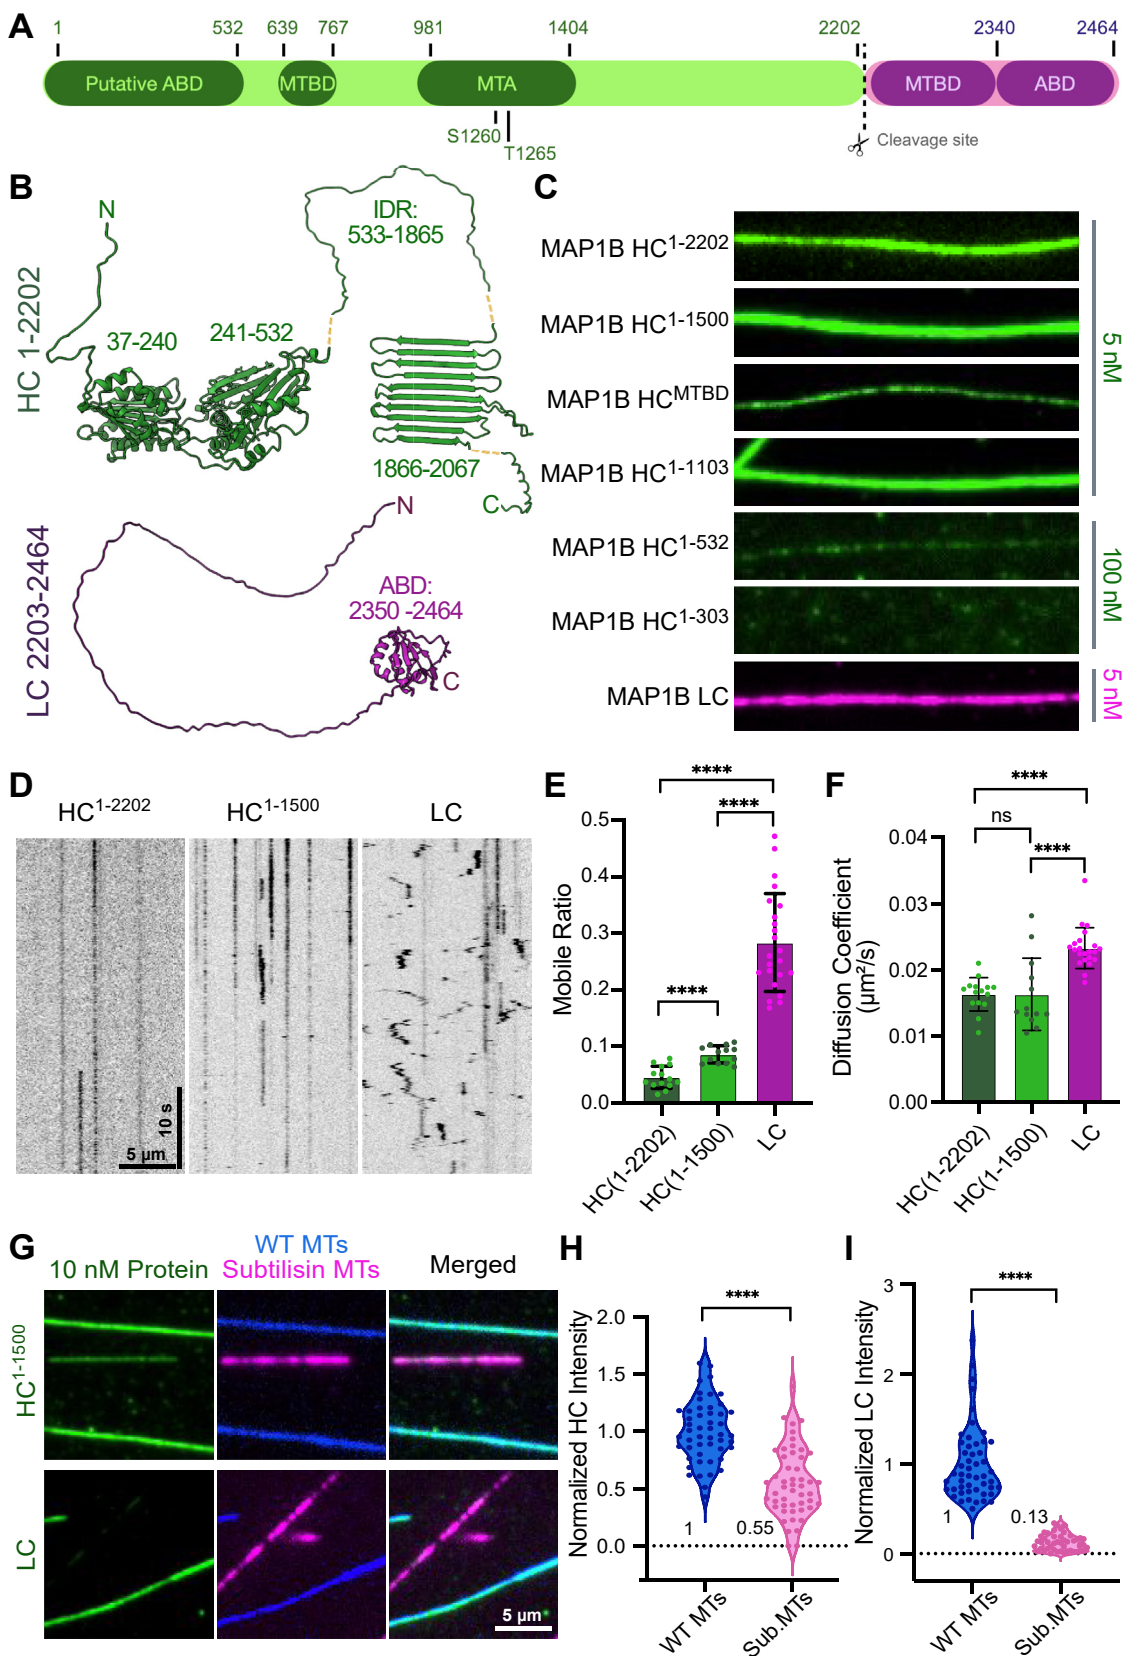 A
1 532 639 767 981 1404 2202 2340 2464
Putative ABD MTBD MTA MTBD ABD
S1260
T1265
Cleavage site
B
HC 1-2202
N
37-240
241-532
IDR:
533-1865
1866-2067
C
LC 2203-2464
N
ABD:
2350 -2464
C
C
MAP1B HC1-2202
MAP1B HC1-1500
MAP1B HCMTBD
MAP1B HC1-1103
5 nM
MAP1B HC1-532
MAP1B HC1-303
100 nM
MAP1B LC
5 nM
D
HC1-2202 HC1-1500 LC
10 s
5 µm
E
Mobile Ratio
0.5
0.4
0.3
0.2
0.1
0.0
****
****
****
HC(1-2202)
HC(1-1500)
LC
F
Diffusion Coefficient
(µm²/s)
0.04
0.03
0.02
0.01
0.00
****
ns
****
HC(1-2202)
HC(1-1500)
LC
G
WT MTs
10 nM Protein Subtilisin MTs Merged
HC1-1500
LC
5 µm
H
Normalized HC Intensity
2.0
1.5
1.0
0.5
0.0
****
1
0.55
WT MTs
Sub.MTs
I
Normalized LC Intensity
3
2
1
0
****
1
0.13
WT MTs
Sub.MTs